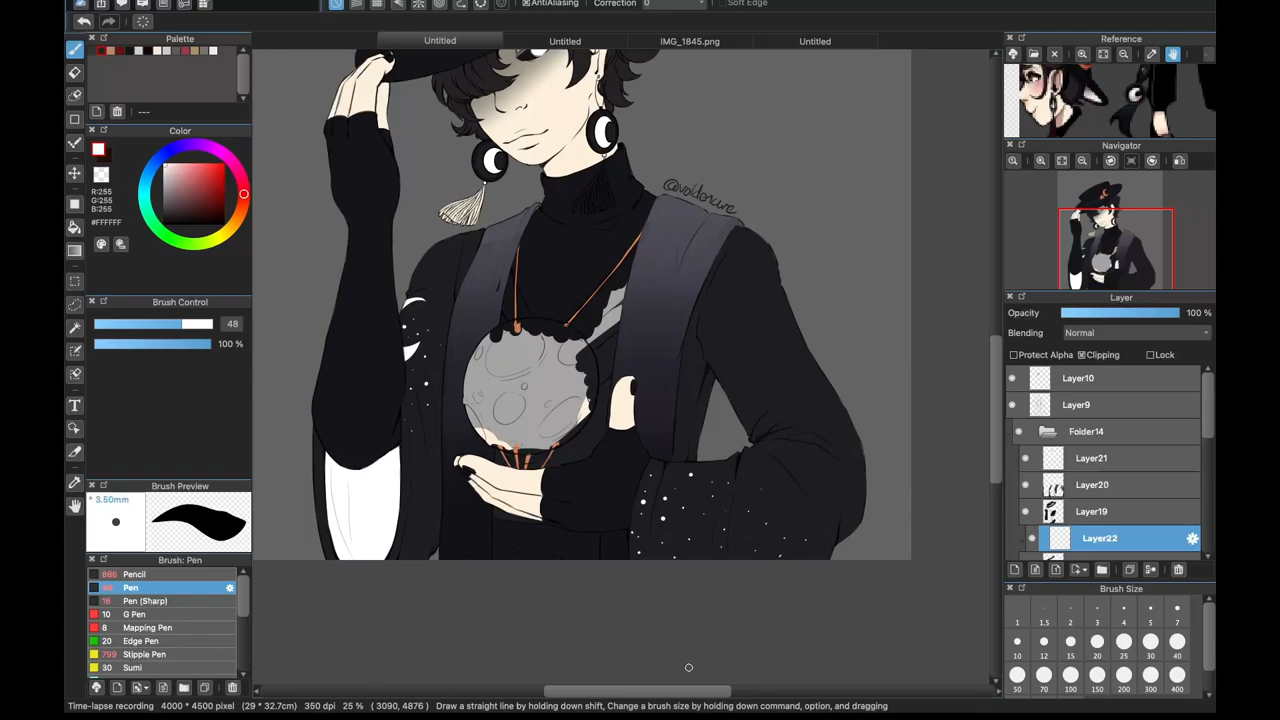 AntiAliasing
Correction
0
Soft Edge
Palette
Untitled
Untitled
IMG_1845.png
Untitled
Reference
---
Color
R:255
G:255
B:255
#FFFFFF
Brush Control
48
100 %
Brush Preview
* 3.50mm
Brush: Pen
886 Pencil
Pen
16 Pen (Sharp)
10 G Pen
8 Mapping Pen
20 Edge Pen
799 Stipple Pen
30 Sumi
@voldorcure
Navigator
Layer
Opacity 100 %
Blending Normal
Protect Alpha Clipping Lock
Layer10
Layer9
Folder14
Layer21
Layer20
Layer19
Layer22
Brush Size
1 1.5 2 3 4 5 7
10 12 15 20 25 30 40
50 70 100 150 200 300 400
Time-lapse recording 4000 * 4500 pixel (29 * 32.7cm) 350 dpi 25 % ( 3090, 4876 ) Draw a straight line by holding down shift, Change a brush size by holding down command, option, and dragging